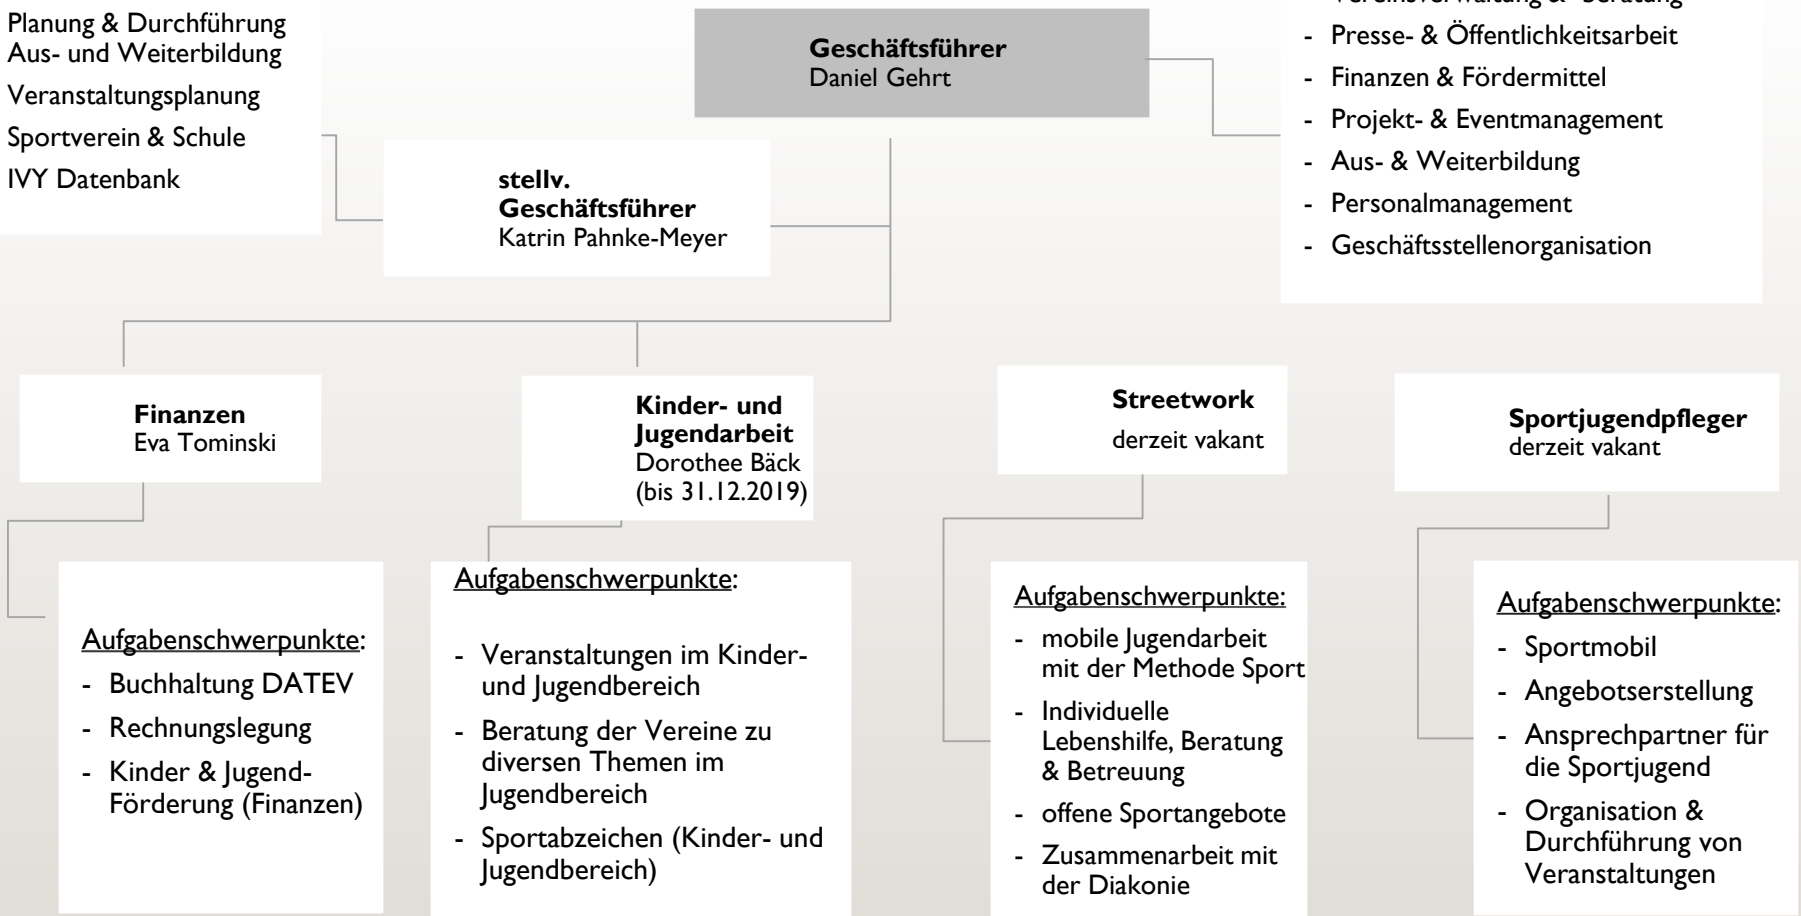 Planung & Durchführung
Aus- und Weiterbildung
Veranstaltungsplanung
Sportverein & Schule
IVY Datenbank
Geschäftsführer
Daniel Gehrt
- Presse- & Öffentlichkeitsarbeit
- Finanzen & Fördermittel
- Projekt- & Eventmanagement
- Aus- & Weiterbildung
- Personalmanagement
- Geschäftsstellenorganisation
stellv.
Geschäftsführer
Katrin Pahnke-Meyer
Finanzen
Eva Tominski
Kinder- und
Jugendarbeit
Dorothee Bäck
(bis 31.12.2019)
Streetwork
derzeit vakant
Sportjugendpfleger
derzeit vakant
Aufgabenschwerpunkte:
- Buchhaltung DATEV
- Rechnungslegung
- Kinder & Jugend-
Förderung (Finanzen)
Aufgabenschwerpunkte:
- Veranstaltungen im Kinder-
und Jugendbereich
- Beratung der Vereine zu
diversen Themen im
Jugendbereich
- Sportabzeichen (Kinder- und
Jugendbereich)
Aufgabenschwerpunkte:
- mobile Jugendarbeit
mit der Methode Sport
- Individuelle
Lebenshilfe, Beratung
& Betreuung
- offene Sportangebote
- Zusammenarbeit mit
der Diakonie
Aufgabenschwerpunkte:
- Sportmobil
- Angebotserstellung
- Ansprechpartner für
die Sportjugend
- Organisation &
Durchführung von
Veranstaltungen